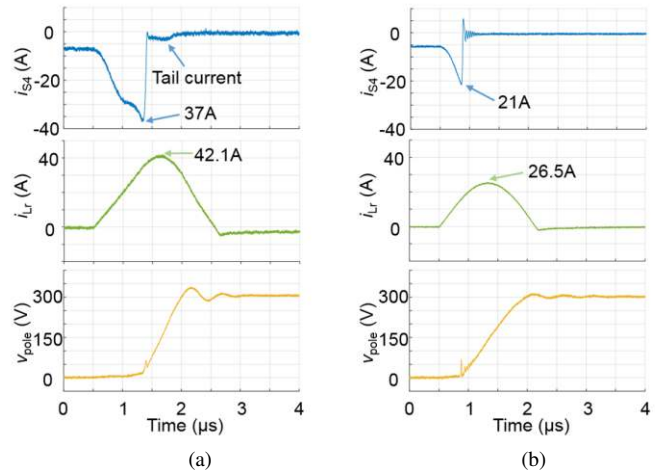 0
-20
-40
i_S4 (A)
Tail current
37A
40
0
i_Lr (A)
42.1A
300
150
0
v_pole (V)
0 1 2 3 4
Time (μs)
(a)
0
-20
-40
i_S4 (A)
21A
40
0
i_Lr (A)
26.5A
300
150
0
v_pole (V)
0 1 2 3 4
Time (μs)
(b)